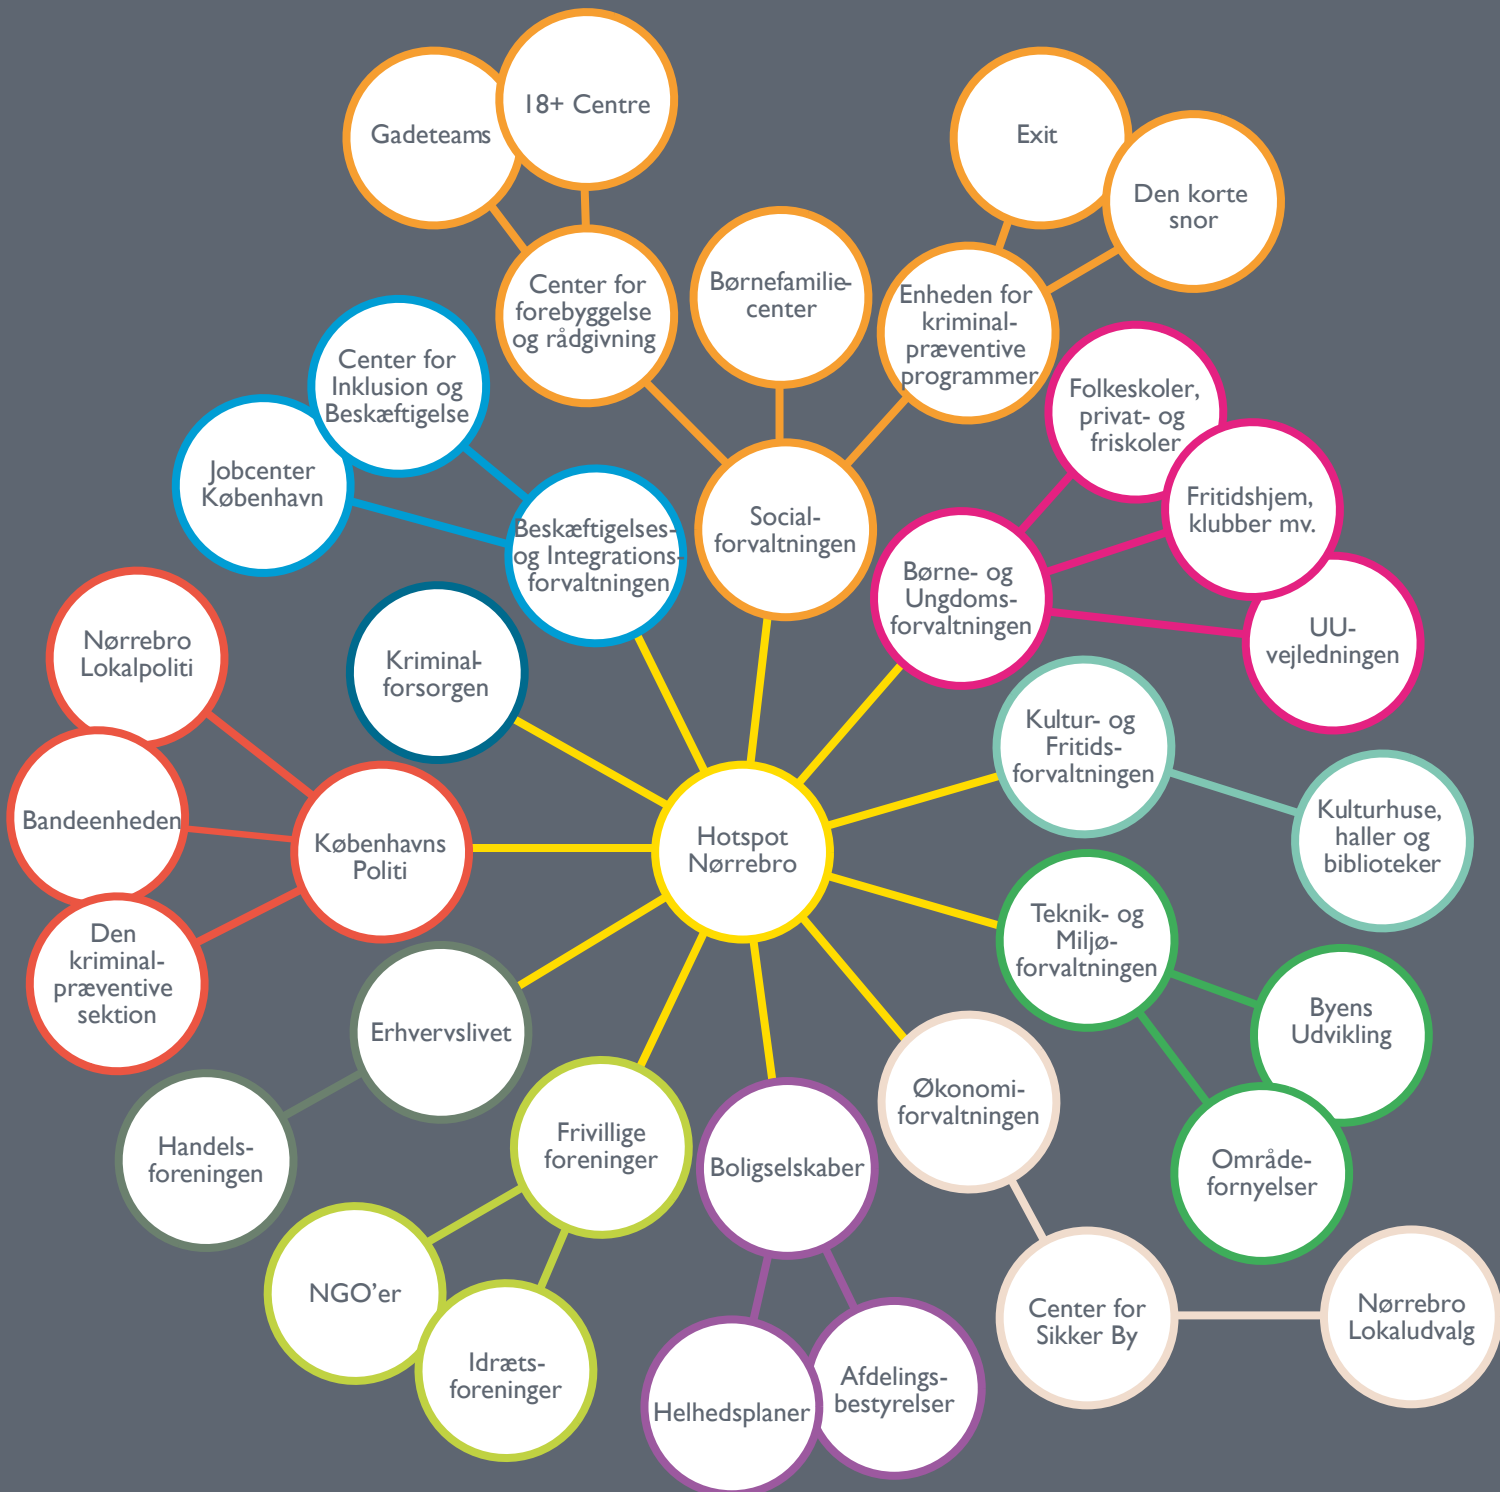 18+ Centre
Gadeteams
Exit
Den korte
snor
Center for
forebyggelse
og rådgivning
Børnefamilie-
center
Enheden for
kriminal-
præventive
programmer
Center for
Inklusion og
Beskæftigelse
Jobcenter
København
Folkeskoler,
privat- og
friskoler
Fritidshjem,
klubber mv.
Beskæftigelses-
og Integrations-
forvaltningen
Social-
forvaltningen
Børne- og
Ungdoms-
forvaltningen
UU-
vejledningen
Nørrebro
Lokalpoliti
Kriminal-
forsorgen
Kultur- og
Fritids-
forvaltningen
Kulturhuse,
haller og
biblioteker
Bandeenheden
Københavns
Politi
Hotspot
Nørrebro
Den
kriminal-
præventive
sektion
Teknik- og
Miljø-
forvaltningen
Byens
Udvikling
Erhvervslivet
Handels-
foreningen
Frivillige
foreninger
Boligselskaber
Økonomi-
forvaltningen
Område-
fornyelser
NGO’er
Idræts-
foreninger
Helhedsplaner
Afdelings-
bestyrelser
Center for
Sikker By
Nørrebro
Lokaludvalg